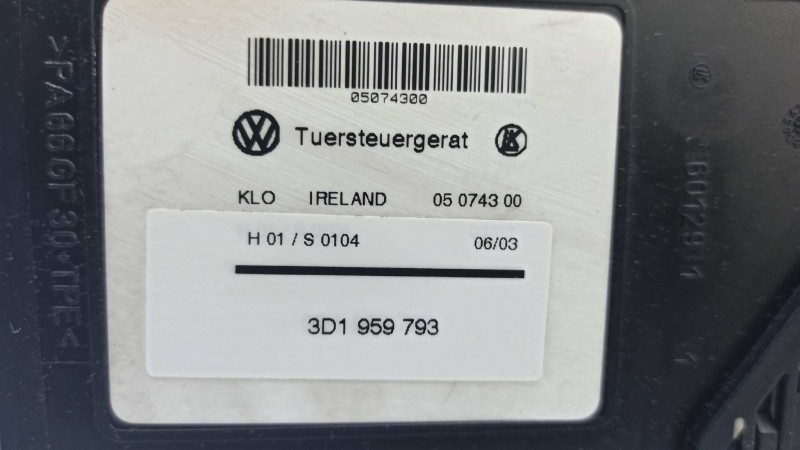 05074300
Tuersteuergerat
KLO IRELAND 05 0743 00
H 01 / S 0104 06/03
3D1 959 793
>PA66GF30+TPE<